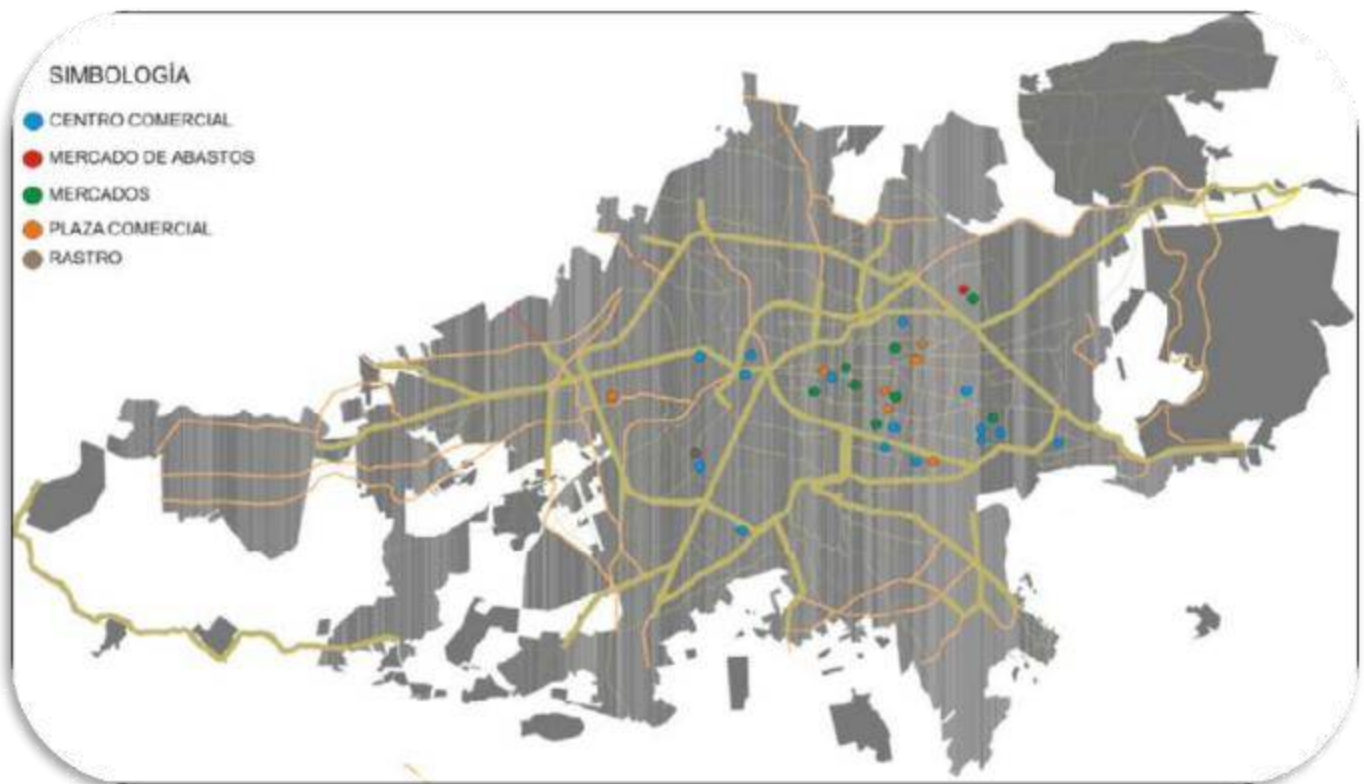 SIMBOLOGÍA
CENTRO COMERCIAL
MERCADO DE ABASTOS
MERCADOS
PLAZA COMERCIAL
RASTRO